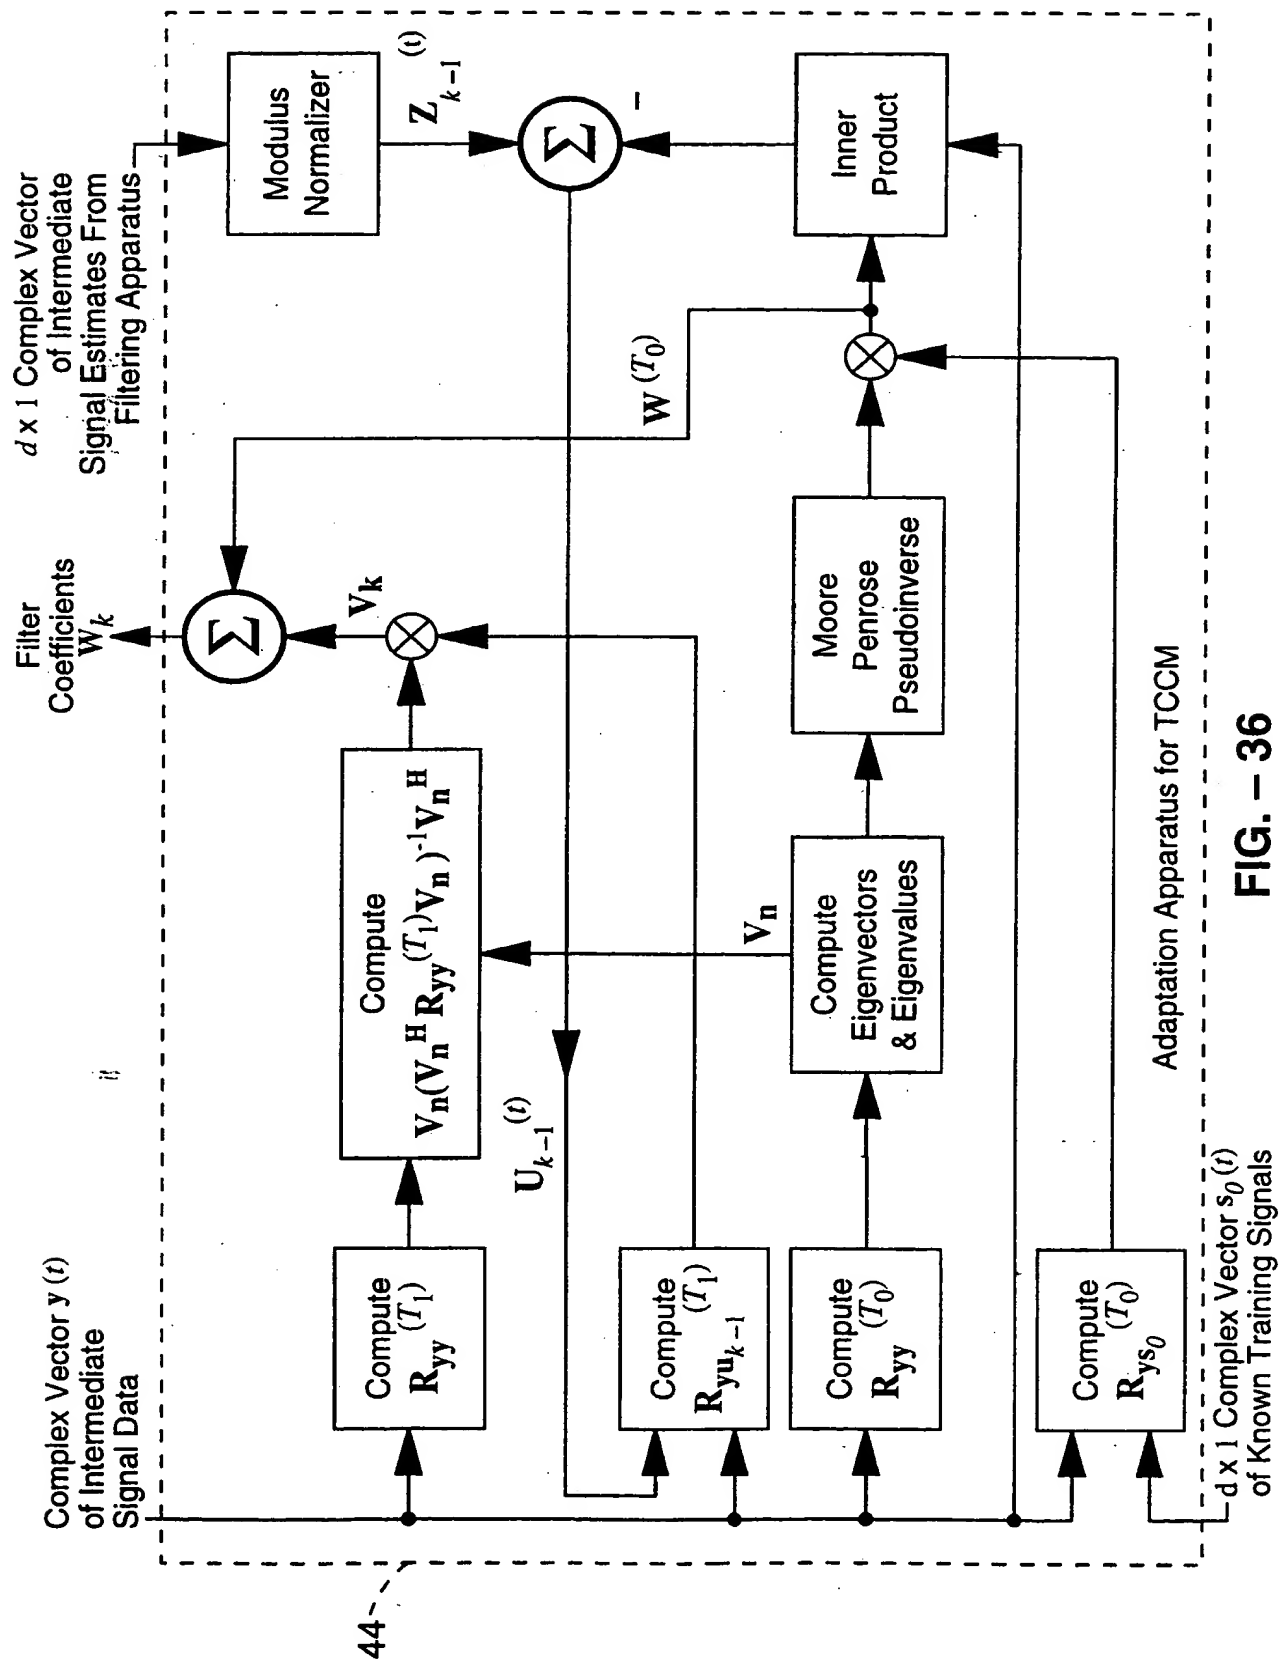 Complex Vector y (t)
of Intermediate
Signal Data
Filter
Coefficients
W_k
d x 1 Complex Vector
of Intermediate
Signal Estimates From
Filtering Apparatus
44
Compute
R_yy^(T_1)
Compute
V_n(V_n^H R_yy^(T_1) V_n)^-1 V_n^H
V_k
Σ
Modulus
Normalizer
Z_k-1^(t)
U_k-1^(t)
Σ
–
Compute
R_yu_k-1^(T_1)
V_n
W^(T_0)
Compute
R_yy^(T_0)
Compute
Eigenvectors
& Eigenvalues
Moore
Penrose
Pseudoinverse
Inner
Product
Compute
R_ys_0^(T_0)
Adaptation Apparatus for TCCM
d x 1 Complex Vector s_0 (t)
of Known Training Signals
FIG. – 36